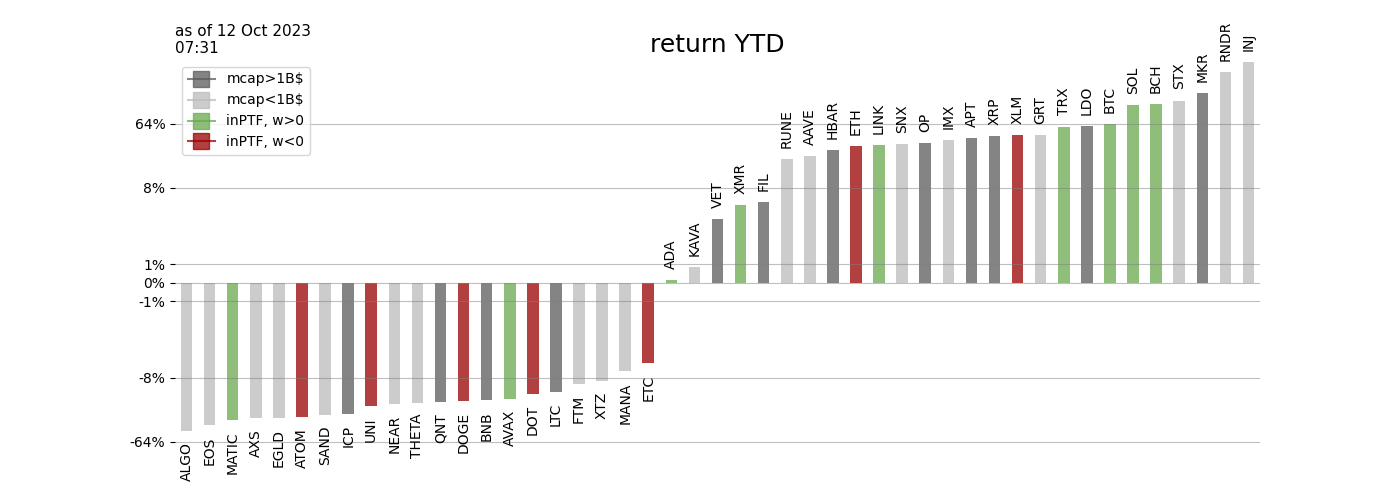 as of 12 Oct 2023
07:31
return YTD
mcap>1B$
mcap<1B$
inPTF, w>0
inPTF, w<0
64%
8%
1%
0%
-1%
-8%
-64%
ALGO
EOS
MATIC
AXS
EGLD
ATOM
SAND
ICP
UNI
NEAR
THETA
QNT
DOGE
BNB
AVAX
DOT
LTC
FTM
XTZ
MANA
ETC
ADA
KAVA
VET
XMR
FIL
RUNE
AAVE
HBAR
ETH
LINK
SNX
OP
IMX
APT
XRP
XLM
GRT
TRX
LDO
BTC
SOL
BCH
STX
MKR
RNDR
INJ